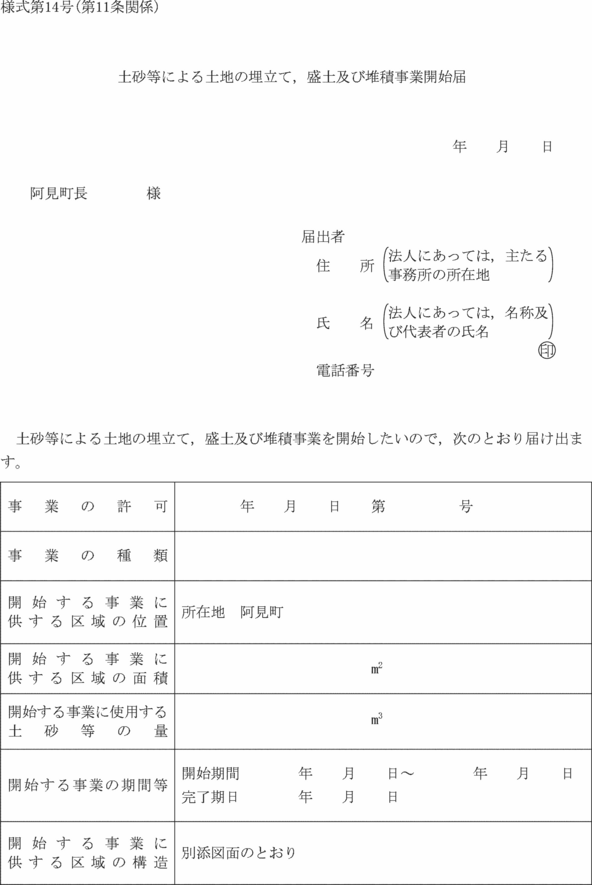 様式第14号(第11条関係)
土砂等による土地の埋立て，盛土及び堆積事業開始届
年　　月　　日
阿見町長　　　　様
届出者
住　　所　法人にあっては，主たる
事務所の所在地
氏　　名　法人にあっては，名称及
び代表者の氏名
印
電話番号
土砂等による土地の埋立て，盛土及び堆積事業を開始したいので，次のとおり届け出ま
す。
事業の許可　　　　年　　月　　日　　第　　　　　号
事業の種類
開始する事業に
供する区域の位置　所在地　阿見町
開始する事業に
供する区域の面積　㎡
開始する事業に使用する
土砂等の量　m³
開始する事業の期間等　開始期間　　　　年　　月　　日～　　　　年　　月　　日
完了期日　　　　年　　月　　日
開始する事業に
供する区域の構造　別添図面のとおり